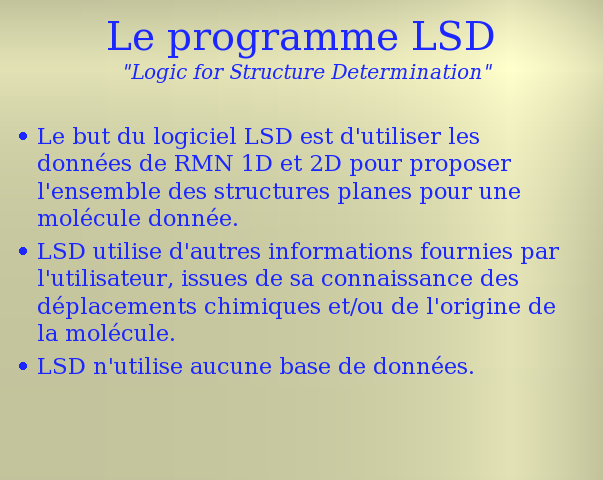 Le programme LSD
"Logic for Structure Determination"
• Le but du logiciel LSD est d'utiliser les
données de RMN 1D et 2D pour proposer
l'ensemble des structures planes pour une
molécule donnée.
• LSD utilise d'autres informations fournies par
l'utilisateur, issues de sa connaissance des
déplacements chimiques et/ou de l'origine de
la molécule.
• LSD n'utilise aucune base de données.